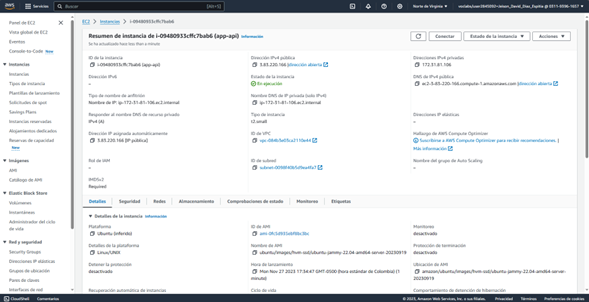 aws
Servicios
Buscar
[Alt+S]
Norte de Virginia
Panel de EC2
Vista global de EC2
Eventos
Console-to-Code New
Instancias
Instancias
Tipos de instancia
Plantillas de lanzamiento
Solicitudes de spot
Savings Plans
Instancias reservadas
Alojamientos dedicados
Reservas de capacidad
New
Imágenes
AMI
Catálogo de AMI
Elastic Block Store
Volúmenes
Instantáneas
Administrador del ciclo
de vida
Red y seguridad
Security Groups
Direcciones IP elásticas
Grupos de ubicación
Pares de claves
Interfaces de red
EC2 > Instancias > i-09480933cffc7bab6
Resumen de instancia de i-09480933cffc7bab6 (app-api) Información
Se ha actualizado hace less than a minute
Conectar
Estado de la instancia
Acciones
ID de la instancia
i-09480933cffc7bab6 (app-api)
Dirección IPv4 pública
3.83.220.166 |dirección abierta
Direcciones IPv4 privadas
172.31.81.106
Dirección IPv6
–
Estado de la instancia
En ejecución
DNS de IPv4 pública
ec2-3-83-220-166.compute-1.amazonaws.com |dirección abierta
Tipo de nombre de anfitrión
Nombre de IP: ip-172-31-81-106.ec2.internal
Nombre DNS de IP privada (solo IPv4)
ip-172-31-81-106.ec2.internal
Responder al nombre DNS de recurso privado
IPv4 (A)
Tipo de instancia
t2.small
Direcciones IP elásticas
–
Dirección IP asignada automáticamente
3.83.220.166 [IP pública]
ID de VPC
Hallazgo de AWS Compute Optimizer
Suscribirse a AWS Compute Optimizer para recibir recomendaciones. |
Más información
Rol de IAM
–
ID de subred
Nombre del grupo de Auto Scaling
–
IMDSv2
Required
Detalles
Seguridad
Redes
Almacenamiento
Comprobaciones de estado
Monitoreo
Etiquetas
Detalles de la instancia Información
Plataforma
Ubuntu (Inferido)
ID de AMI
Monitoreo
desactivado
Detalles de la plataforma
Linux/UNIX
Nombre de AMI
ubuntu/images/hvm-ssd/ubuntu-jammy-22.04-amd64-server-20230919
Protección de terminación
desactivado
Detener la protección
desactivado
Hora de lanzamiento
Mon Nov 27 2023 17:34:47 GMT-0500 (hora estándar de Colombia) (1
minute)
Ubicación de AMI
amazon/ubuntu/images/hvm-ssd/ubuntu-jammy-22.04-amd64-server-
20230919
Recuperación automática de instancias
Ciclo de vida
Comportamiento de detención de hibernación
CloudShell
Comentarios
© 2023, Amazon Web Services, Inc. o sus filiales.
Privacidad
Términos
Preferencias de cookies